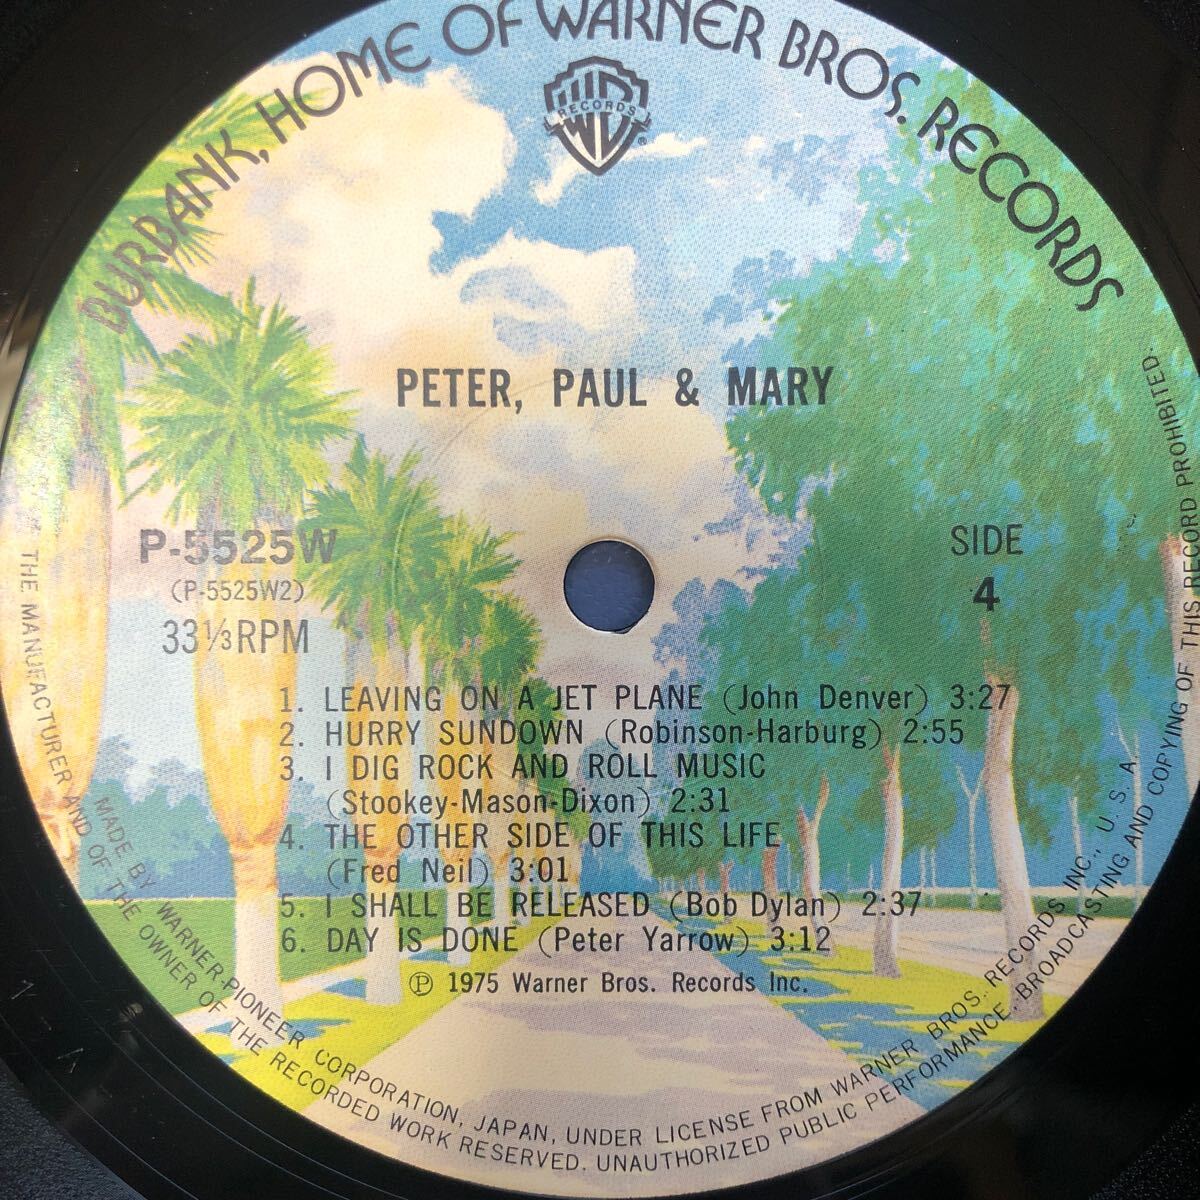 BURBANK, HOME OF WARNER BROS. RECORDS
WB
RECORDS
®
PETER, PAUL & MARY
P-5525W
(P-5525W2)
33 1/3 RPM
SIDE
4
1. LEAVING ON A JET PLANE (John Denver) 3:27
2. HURRY SUNDOWN (Robinson-Harburg) 2:55
3. I DIG ROCK AND ROLL MUSIC
(Stookey-Mason-Dixon) 2:31
4. THE OTHER SIDE OF THIS LIFE
(Fred Neil) 3:01
5. I SHALL BE RELEASED (Bob Dylan) 2:37
6. DAY IS DONE (Peter Yarrow) 3:12
Ⓟ 1975 Warner Bros. Records Inc.
MADE BY WARNER-PIONEER CORPORATION, JAPAN, UNDER LICENSE FROM WARNER BROS. RECORDS INC., U.S.A.
THE MANUFACTURER AND OF THE OWNER OF THE RECORDED WORK RESERVED. UNAUTHORIZED PUBLIC PERFORMANCE, BROADCASTING AND COPYING OF THIS RECORD PROHIBITED.